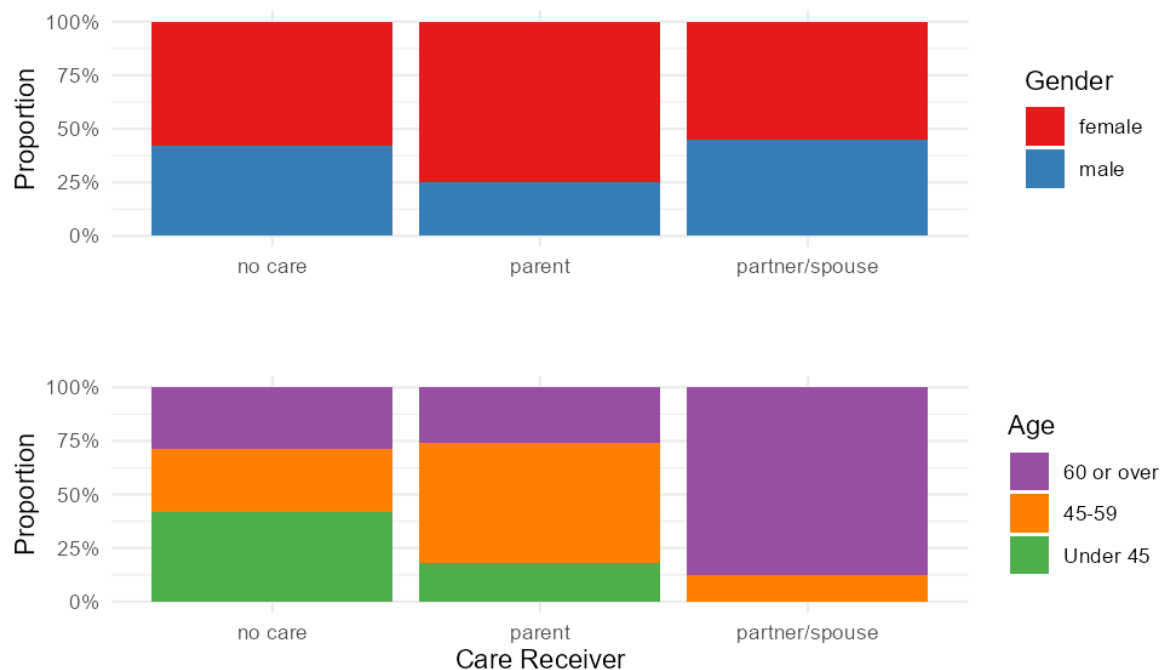 100%
75%
50%
25%
0%
Proportion
no care parent partner/spouse
Gender
female
male
100%
75%
50%
25%
0%
Proportion
no care parent partner/spouse
Care Receiver
Age
60 or over
45-59
Under 45